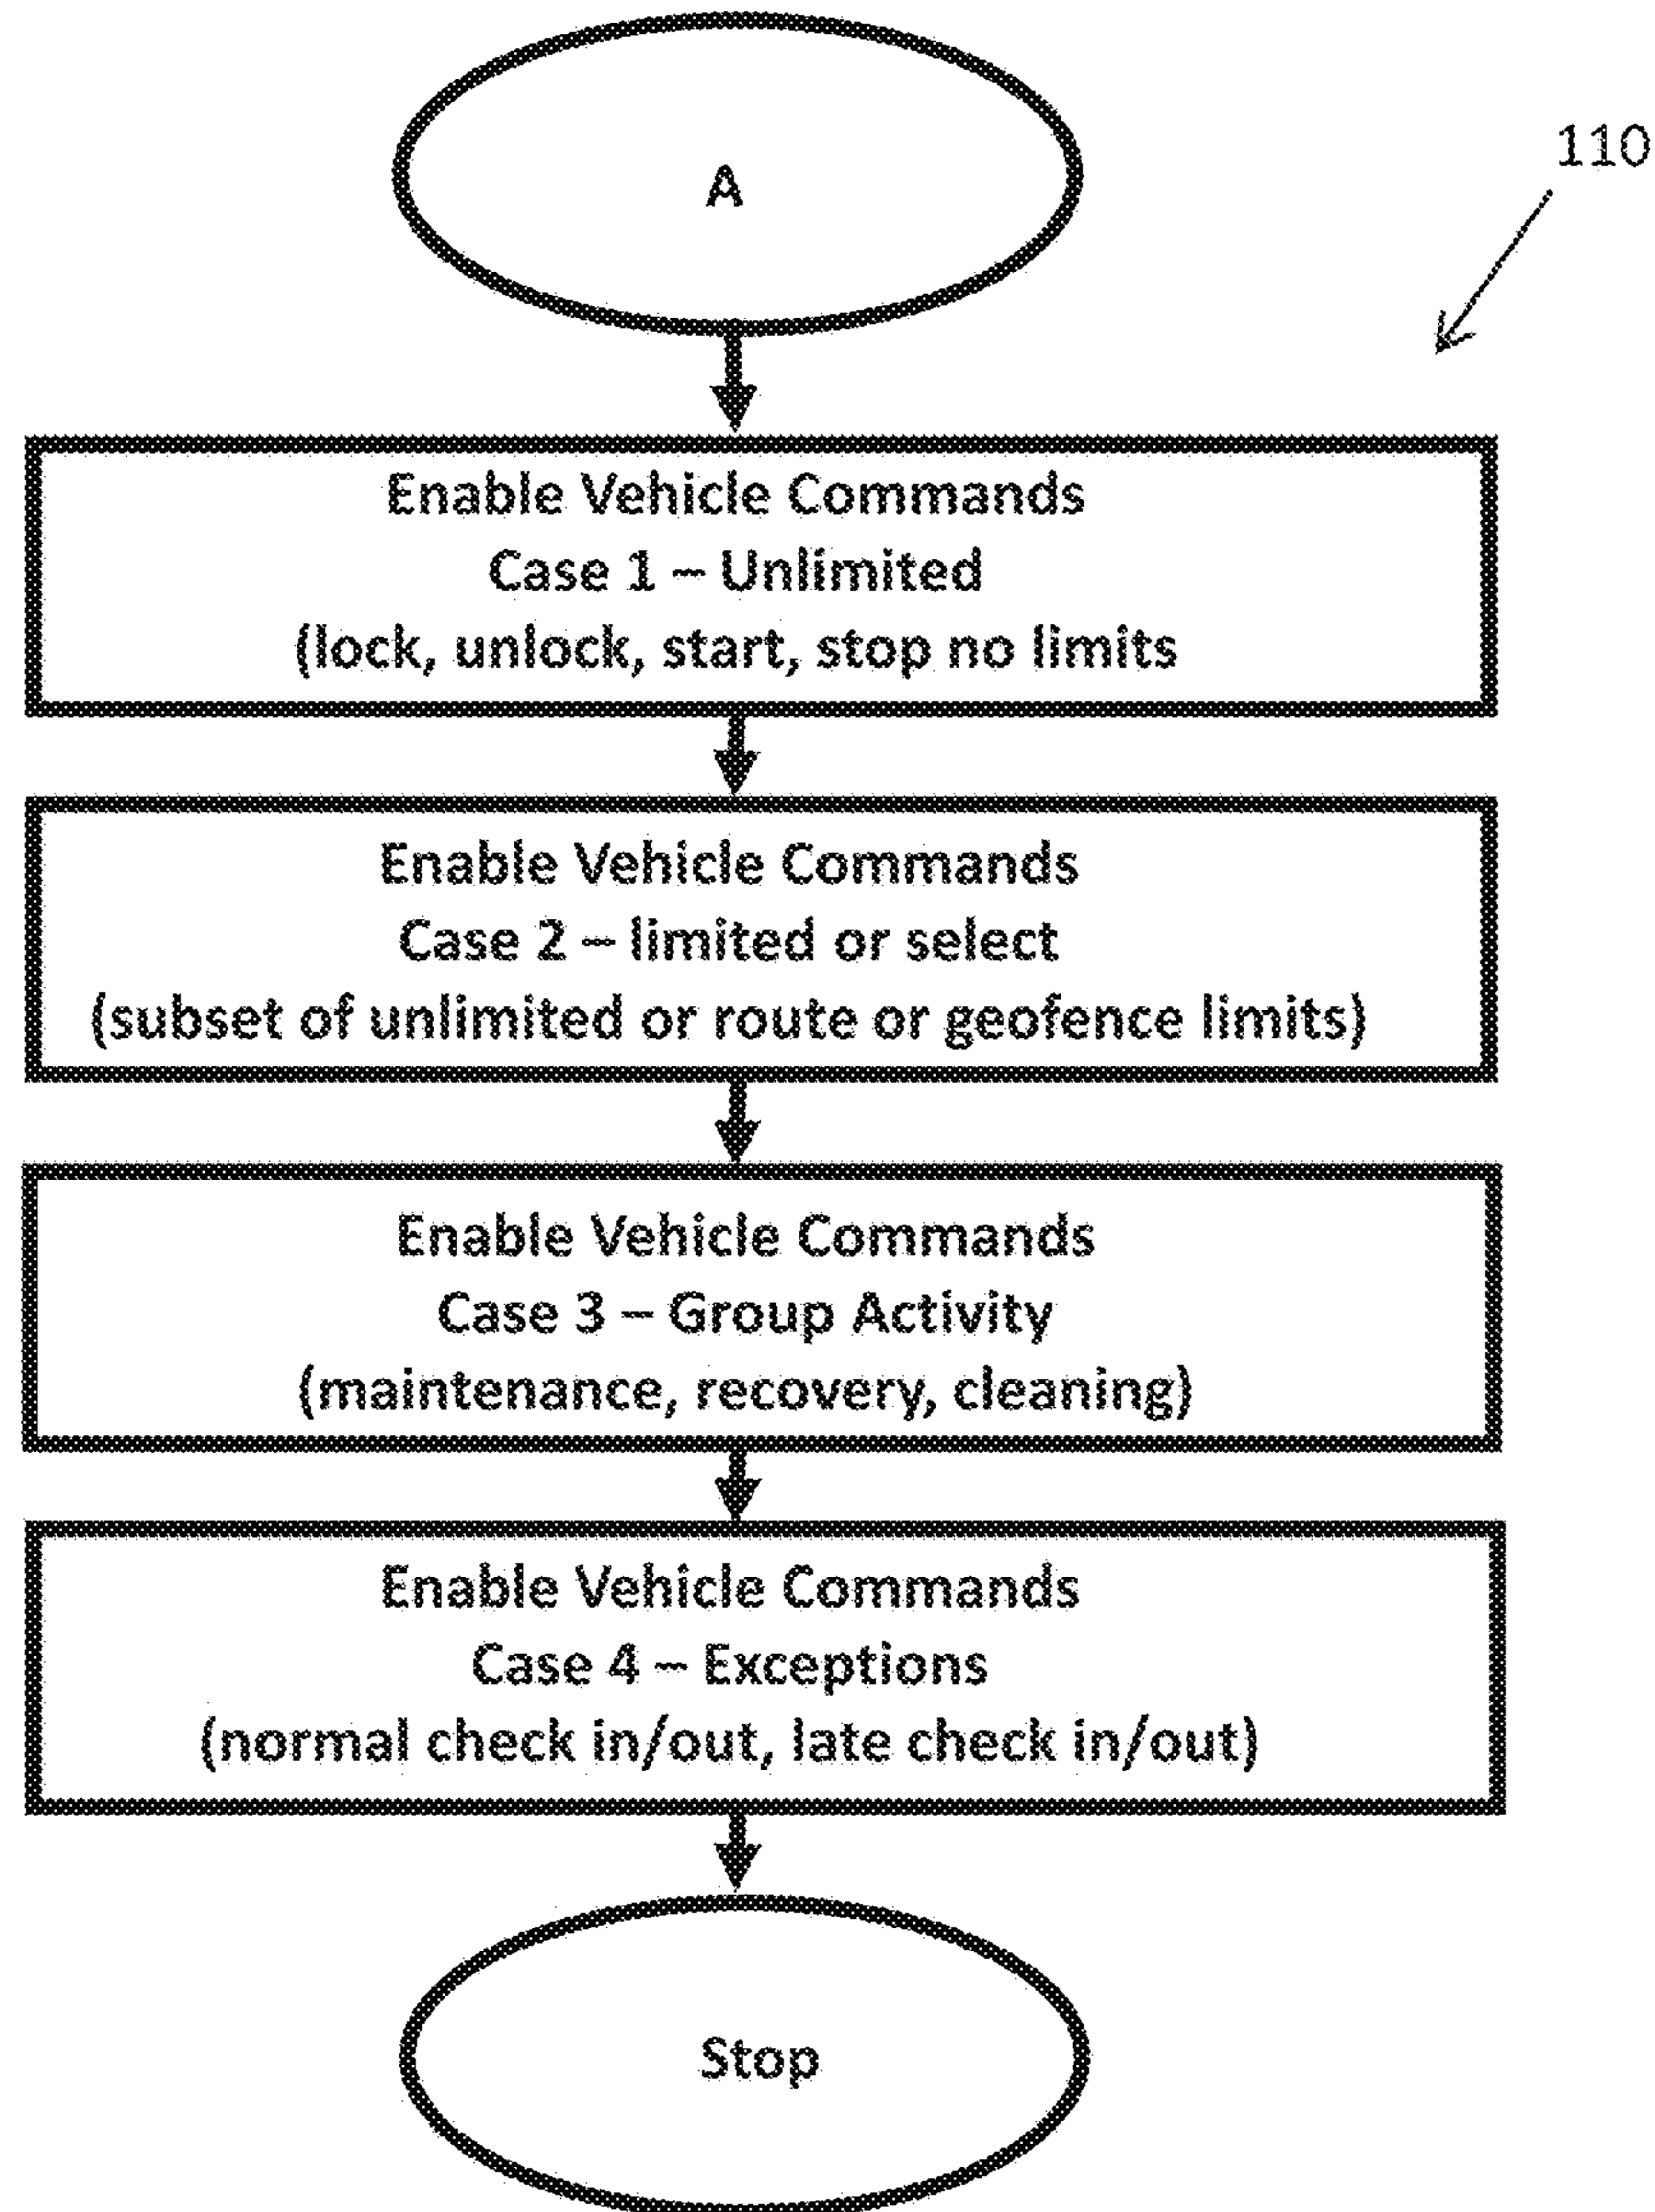 A
110
Enable Vehicle Commands
Case 1 – Unlimited
(lock, unlock, start, stop no limits
Enable Vehicle Commands
Case 2 – limited or select
(subset of unlimited or route or geofence limits)
Enable Vehicle Commands
Case 3 – Group Activity
(maintenance, recovery, cleaning)
Enable Vehicle Commands
Case 4 – Exceptions
(normal check in/out, late check in/out)
Stop